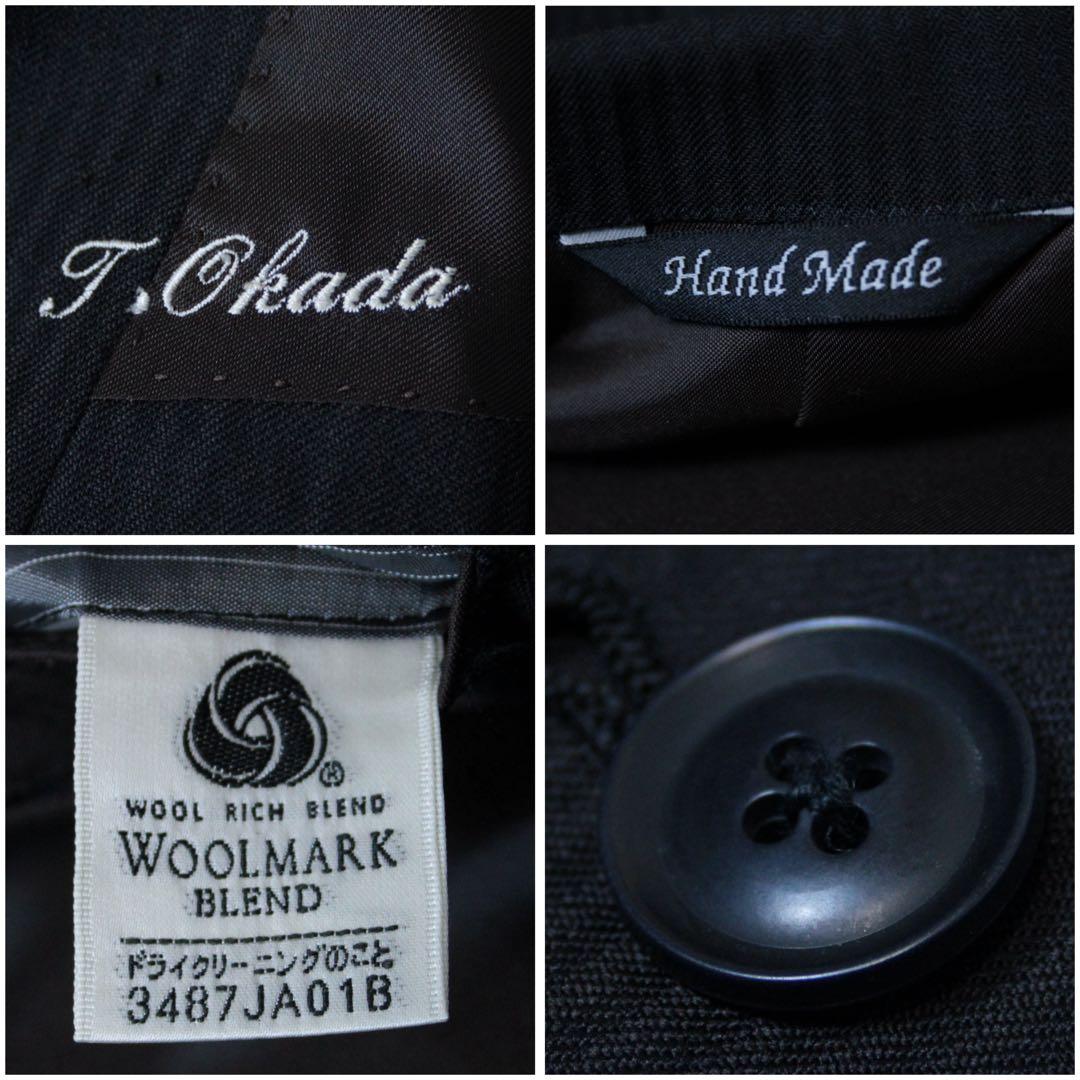 T.Okada
Hand Made
®
WOOL RICH BLEND
WOOLMARK
BLEND
ドライクリーニングのこと。
3487JA01B